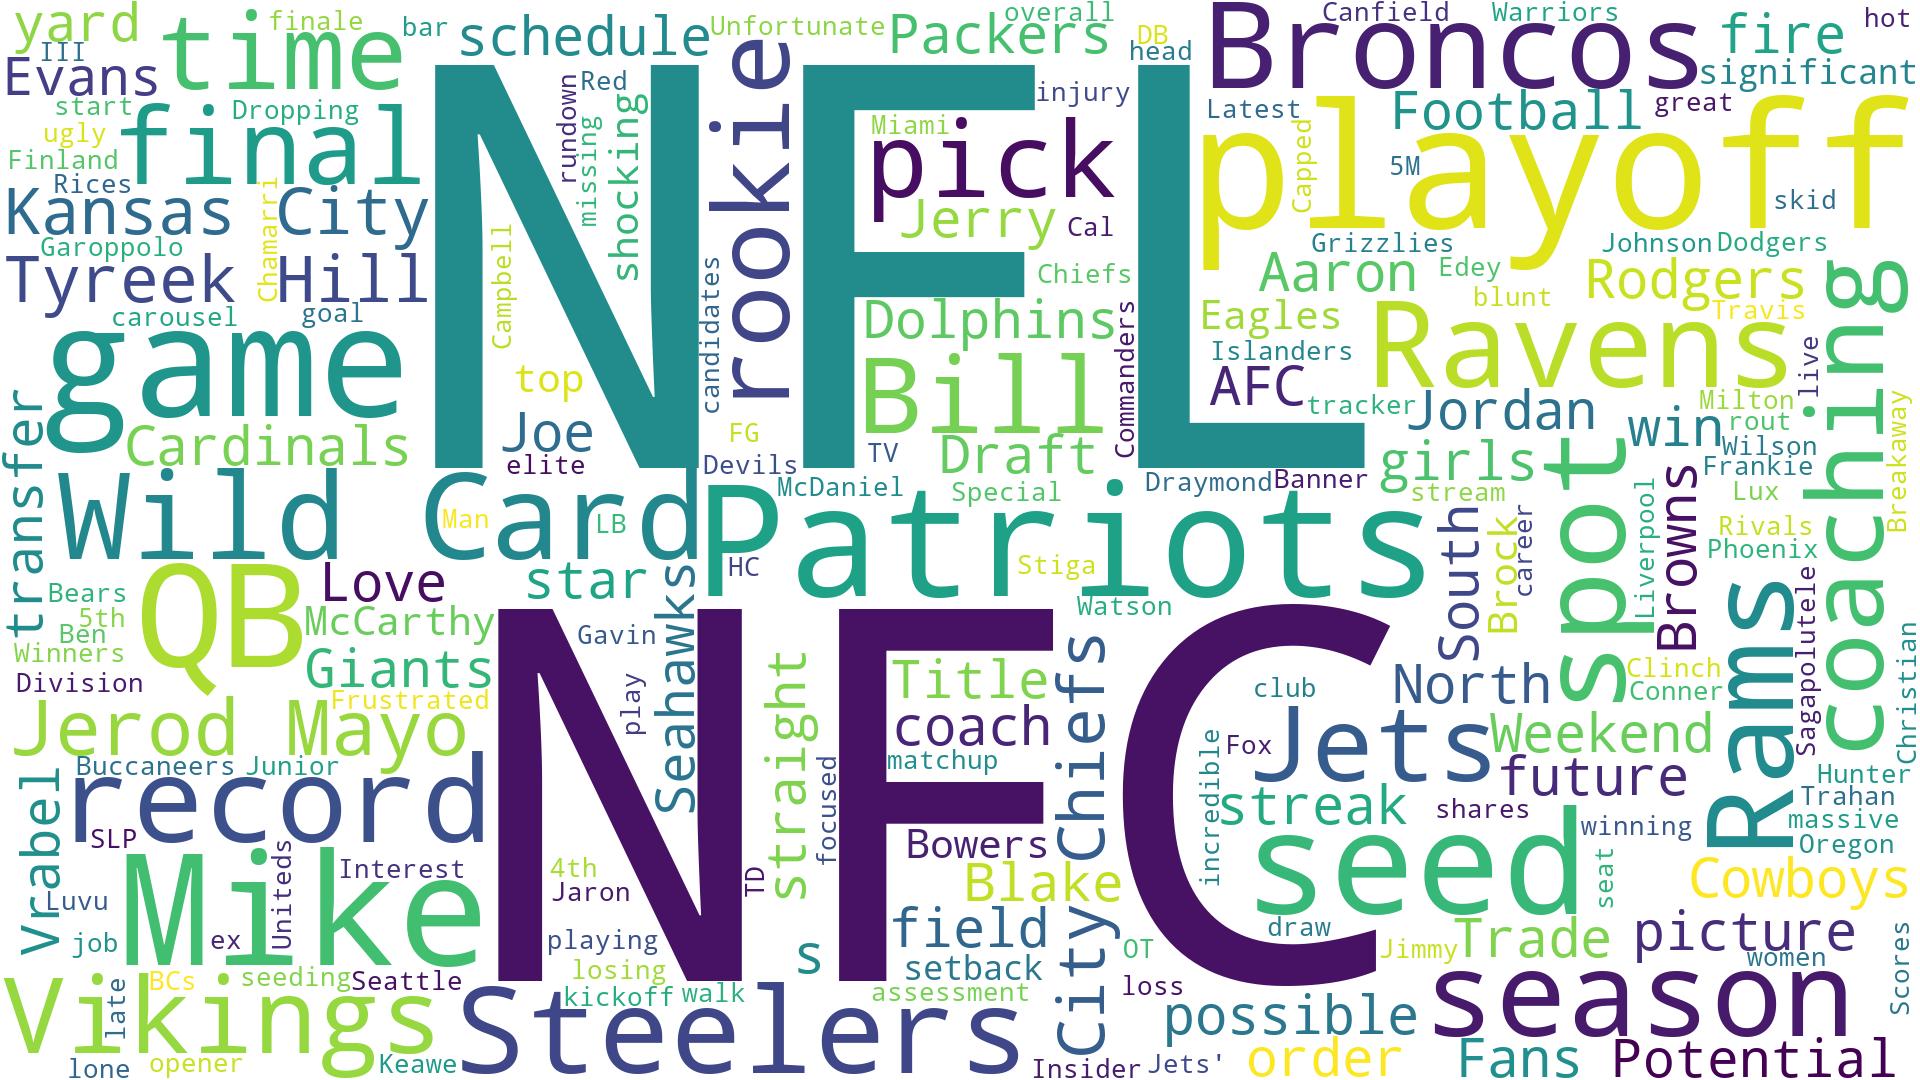 yard
III
Evans
time
finale
bar
schedule
Unfortunate
Packers
overall
DB
head
Broncos
Canfield
Warriors
fire
hot
significant
start
Dropping
ugly
final
Finland
Rices
Kansas City
Chamarri
Garoppolo
Tyreek Hill
carousel
goal
game
NFL
rundown
Red
missing
shocking
Campbell
rookie
candidates
injury
Miami
pick
Jerry
Cal
Chiefs
Dolphins
Bill
Commanders
Latest
Football
great
playoff
Capped
5M
skid
Grizzlies
Johnson
Dodgers
Aaron
Edey
Rodgers
blunt
Travis
Eagles
Ravens
coaching
Islanders
AFC
tracker
Jordan
live
Milton
rout
win
Wilson
Frankie
Breakaway
transfer
Cardinals
top
Joe
elite
FG
Devils
TV
Draft
McDaniel
Special
Draymond
Banner
girls
stream
spot
Lux
Rivals
Phoenix
Wild Card
Man
LB
Patriots
HC
Stiga
Watson
South
Brock
career
Liverpool
Browns
QB
Love
star
Seahawks
Bears
5th
Ben
Winners
Division
McCarthy
Gavin
Giants
Frustrated
play
NFC
straight
Title
coach
Chiefs
matchup
club
North
Clinch
Conner
Rams
Sagapolutele
Christian
Jerod Mayo
Buccaneers
Junior
record
Vrabel
SLP
focused
incredible
Fox
Jets
Weekend
future
streak
shares
winning
Hunter
Trahan
massive
Oregon
Mike
Uniteds
Interest
4th
Jaron
TD
Bowers
Blake
seed
seat
Cowboys
Luvu
job
ex
playing
losing
s
field
setback
City
OT
draw
Jimmy
Trade
picture
women
Scores
BCs
seeding
Seattle
Vikings
late
kickoff
walk
assessment
loss
season
lone
opener
Keawe
Steelers
Insider
Jets'
possible
order
Fans
Potential